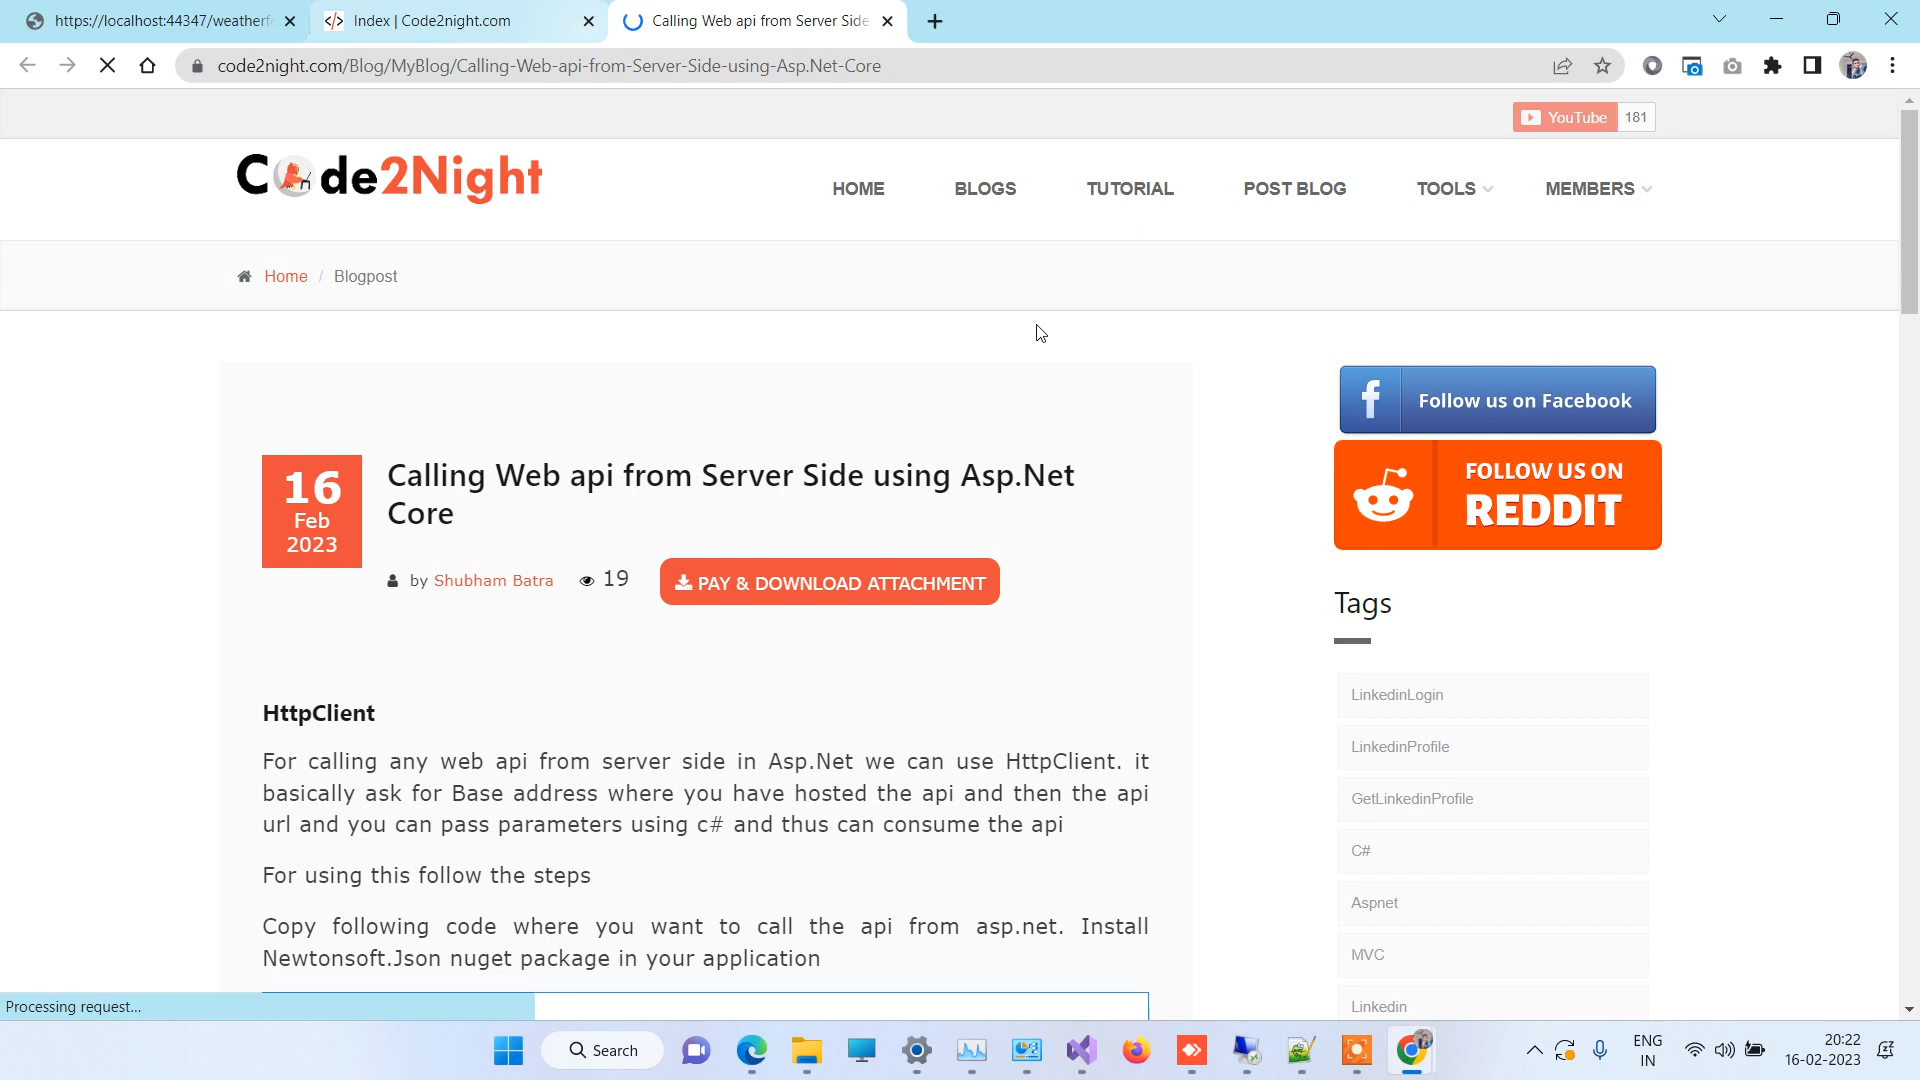 https://localhost:44347/weatherf
Index | Code2night.com
Calling Web api from Server Side
code2night.com/Blog/MyBlog/Calling-Web-api-from-Server-Side-using-Asp.Net-Core
YouTube 181
Code2Night
HOME
BLOGS
TUTORIAL
POST BLOG
TOOLS
MEMBERS
Home / Blogpost
16
Feb
2023
Calling Web api from Server Side using Asp.Net
Core
by Shubham Batra 19
PAY & DOWNLOAD ATTACHMENT
HttpClient
For calling any web api from server side in Asp.Net we can use HttpClient. it
basically ask for Base address where you have hosted the api and then the api
url and you can pass parameters using c# and thus can consume the api
For using this follow the steps
Copy following code where you want to call the api from asp.net. Install
Newtonsoft.Json nuget package in your application
f Follow us on Facebook
FOLLOW US ON
REDDIT
Tags
LinkedinLogin
LinkedinProfile
GetLinkedinProfile
C#
Aspnet
MVC
Linkedin
Processing request...
Search
ENG
IN
20:22
16-02-2023